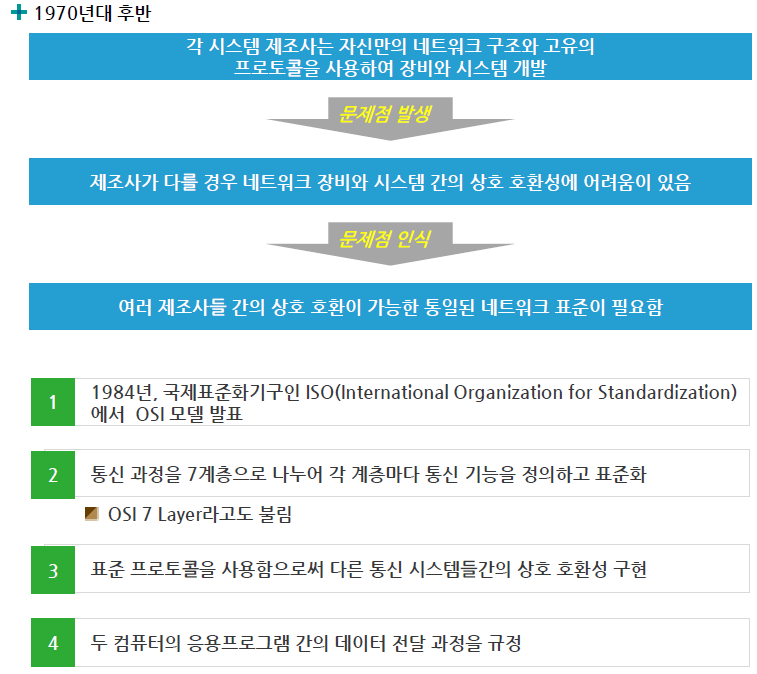 1970년대 후반
각 시스템 제조사는 자신만의 네트워크 구조와 고유의
프로토콜을 사용하여 장비와 시스템 개발
문제점 발생
제조사가 다를 경우 네트워크 장비와 시스템 간의 상호 호환성에 어려움이 있음
문제점 인식
여러 제조사들 간의 상호 호환이 가능한 통일된 네트워크 표준이 필요함
1
1984년, 국제표준화기구인 ISO(International Organization for Standardization)
에서 OSI 모델 발표
2
통신 과정을 7계층으로 나누어 각 계층마다 통신 기능을 정의하고 표준화
OSI 7 Layer라고도 불림
3
표준 프로토콜을 사용함으로써 다른 통신 시스템들간의 상호 호환성 구현
4
두 컴퓨터의 응용프로그램 간의 데이터 전달 과정을 규정